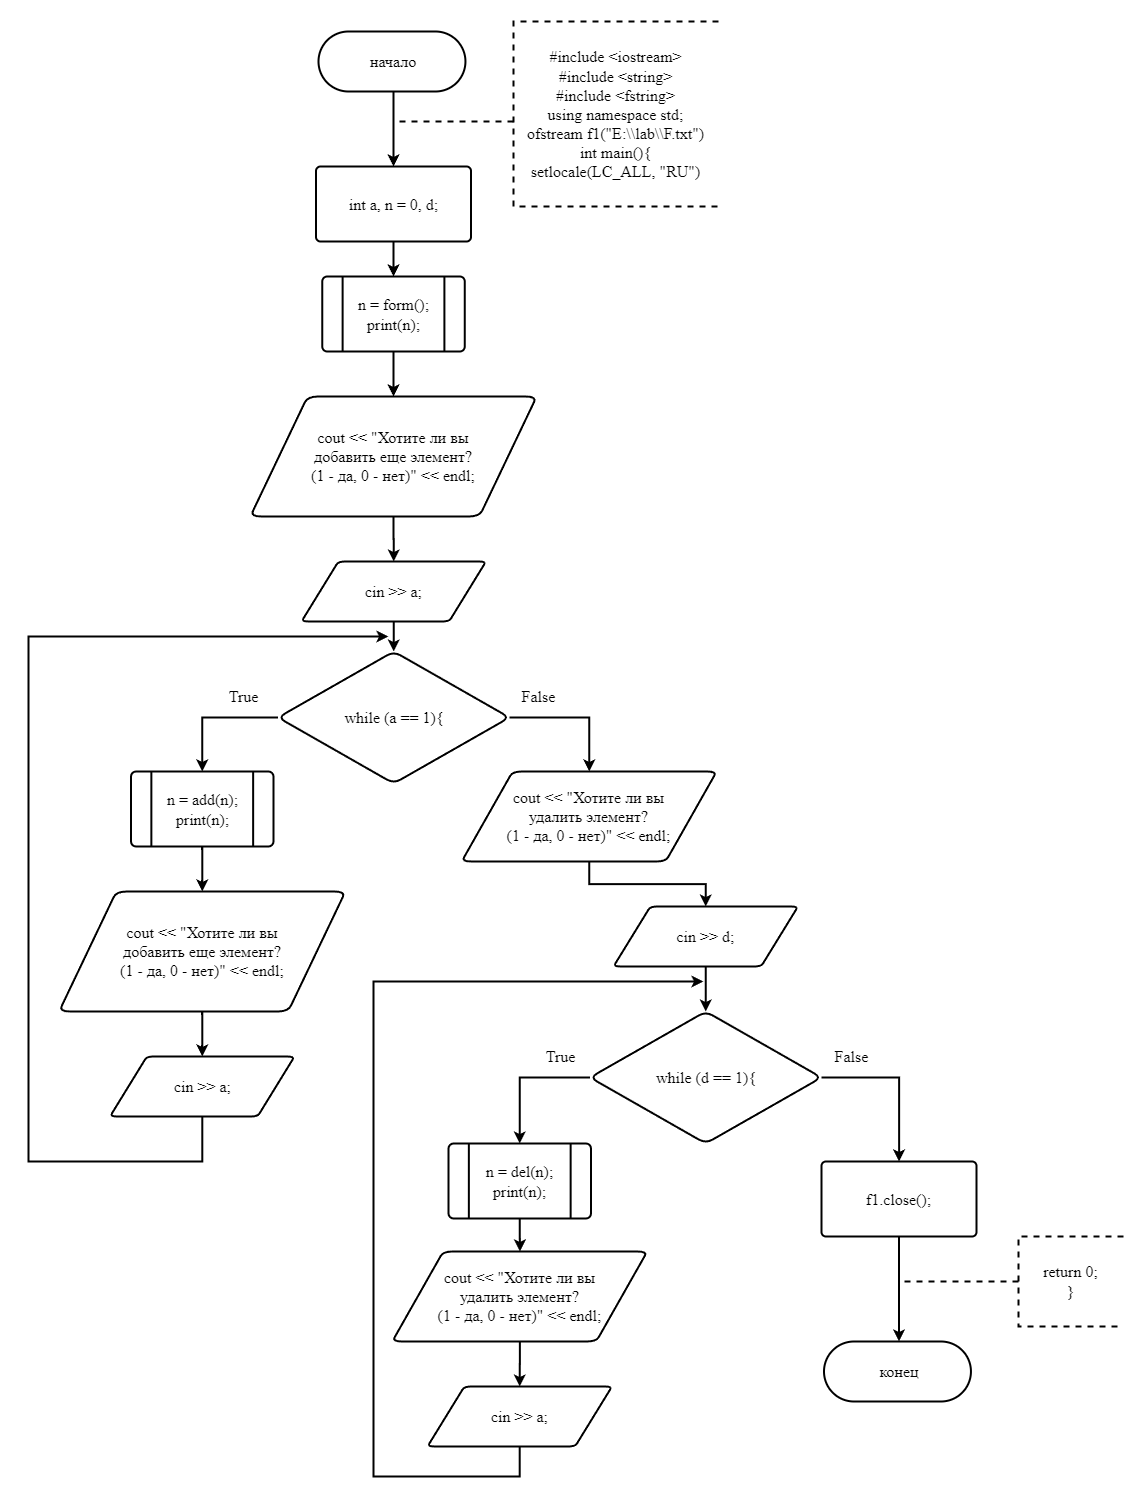 начало
#include <iostream>
#include <string>
#include <fstring>
using namespace std;
ofstream f1("E:\\lab\\F.txt")
int main(){
setlocale(LC_ALL, "RU")
int a, n = 0, d;
n = form();
print(n);
cout << "Хотите ли вы
добавить еще элемент?
(1 - да, 0 - нет)" << endl;
cin >> a;
while (a == 1){
True
False
n = add(n);
print(n);
cout << "Хотите ли вы
добавить еще элемент?
(1 - да, 0 - нет)" << endl;
cin >> a;
cout << "Хотите ли вы
удалить элемент?
(1 - да, 0 - нет)" << endl;
cin >> d;
while (d == 1){
True
False
n = del(n);
print(n);
cout << "Хотите ли вы
удалить элемент?
(1 - да, 0 - нет)" << endl;
cin >> a;
f1.close();
return 0;
}
конец